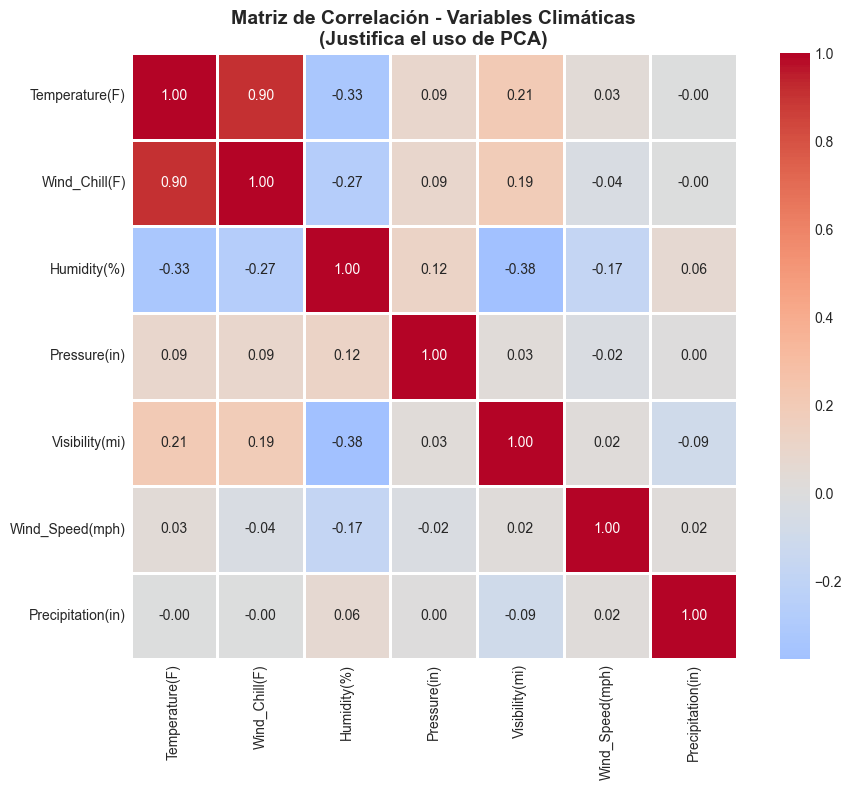 Matriz de Correlación - Variables Climáticas
(Justifica el uso de PCA)
Temperature(F) 1.00 0.90 -0.33 0.09 0.21 0.03 -0.00
Wind_Chill(F) 0.90 1.00 -0.27 0.09 0.19 -0.04 -0.00
Humidity(%) -0.33 -0.27 1.00 0.12 -0.38 -0.17 0.06
Pressure(in) 0.09 0.09 0.12 1.00 0.03 -0.02 0.00
Visibility(mi) 0.21 0.19 -0.38 0.03 1.00 0.02 -0.09
Wind_Speed(mph) 0.03 -0.04 -0.17 -0.02 0.02 1.00 0.02
Precipitation(in) -0.00 -0.00 0.06 0.00 -0.09 0.02 1.00
Temperature(F)
Wind_Chill(F)
Humidity(%)
Pressure(in)
Visibility(mi)
Wind_Speed(mph)
Precipitation(in)
1.0
0.8
0.6
0.4
0.2
0.0
−0.2